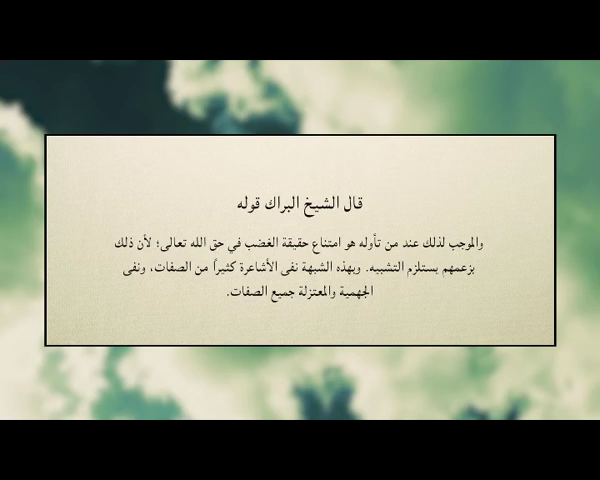 قال الشيخ البراك قوله
والموجب لذلك عند من تأوله هو امتناع حقيقة الغضب في حق الله تعالى؛ لأن ذلك
بزعمهم يستلزم التشبيه. وبهذه الشبهة نفى الأشاعرة كثيرًا من الصفات، ونفى
الجهمية والمعتزلة جميع الصفات.